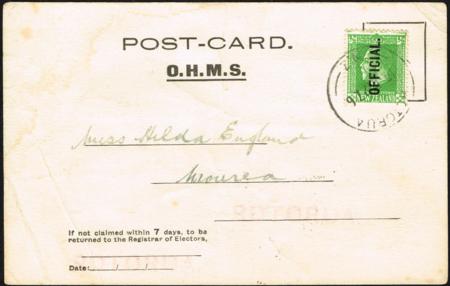 POST-CARD.
O.H.M.S.
OFFICIAL.
NEW ZEALAND
Miss Hilda England
If not claimed within 7 days, to be
returned to the Registrar of Electors,
ROTORUA
Date: